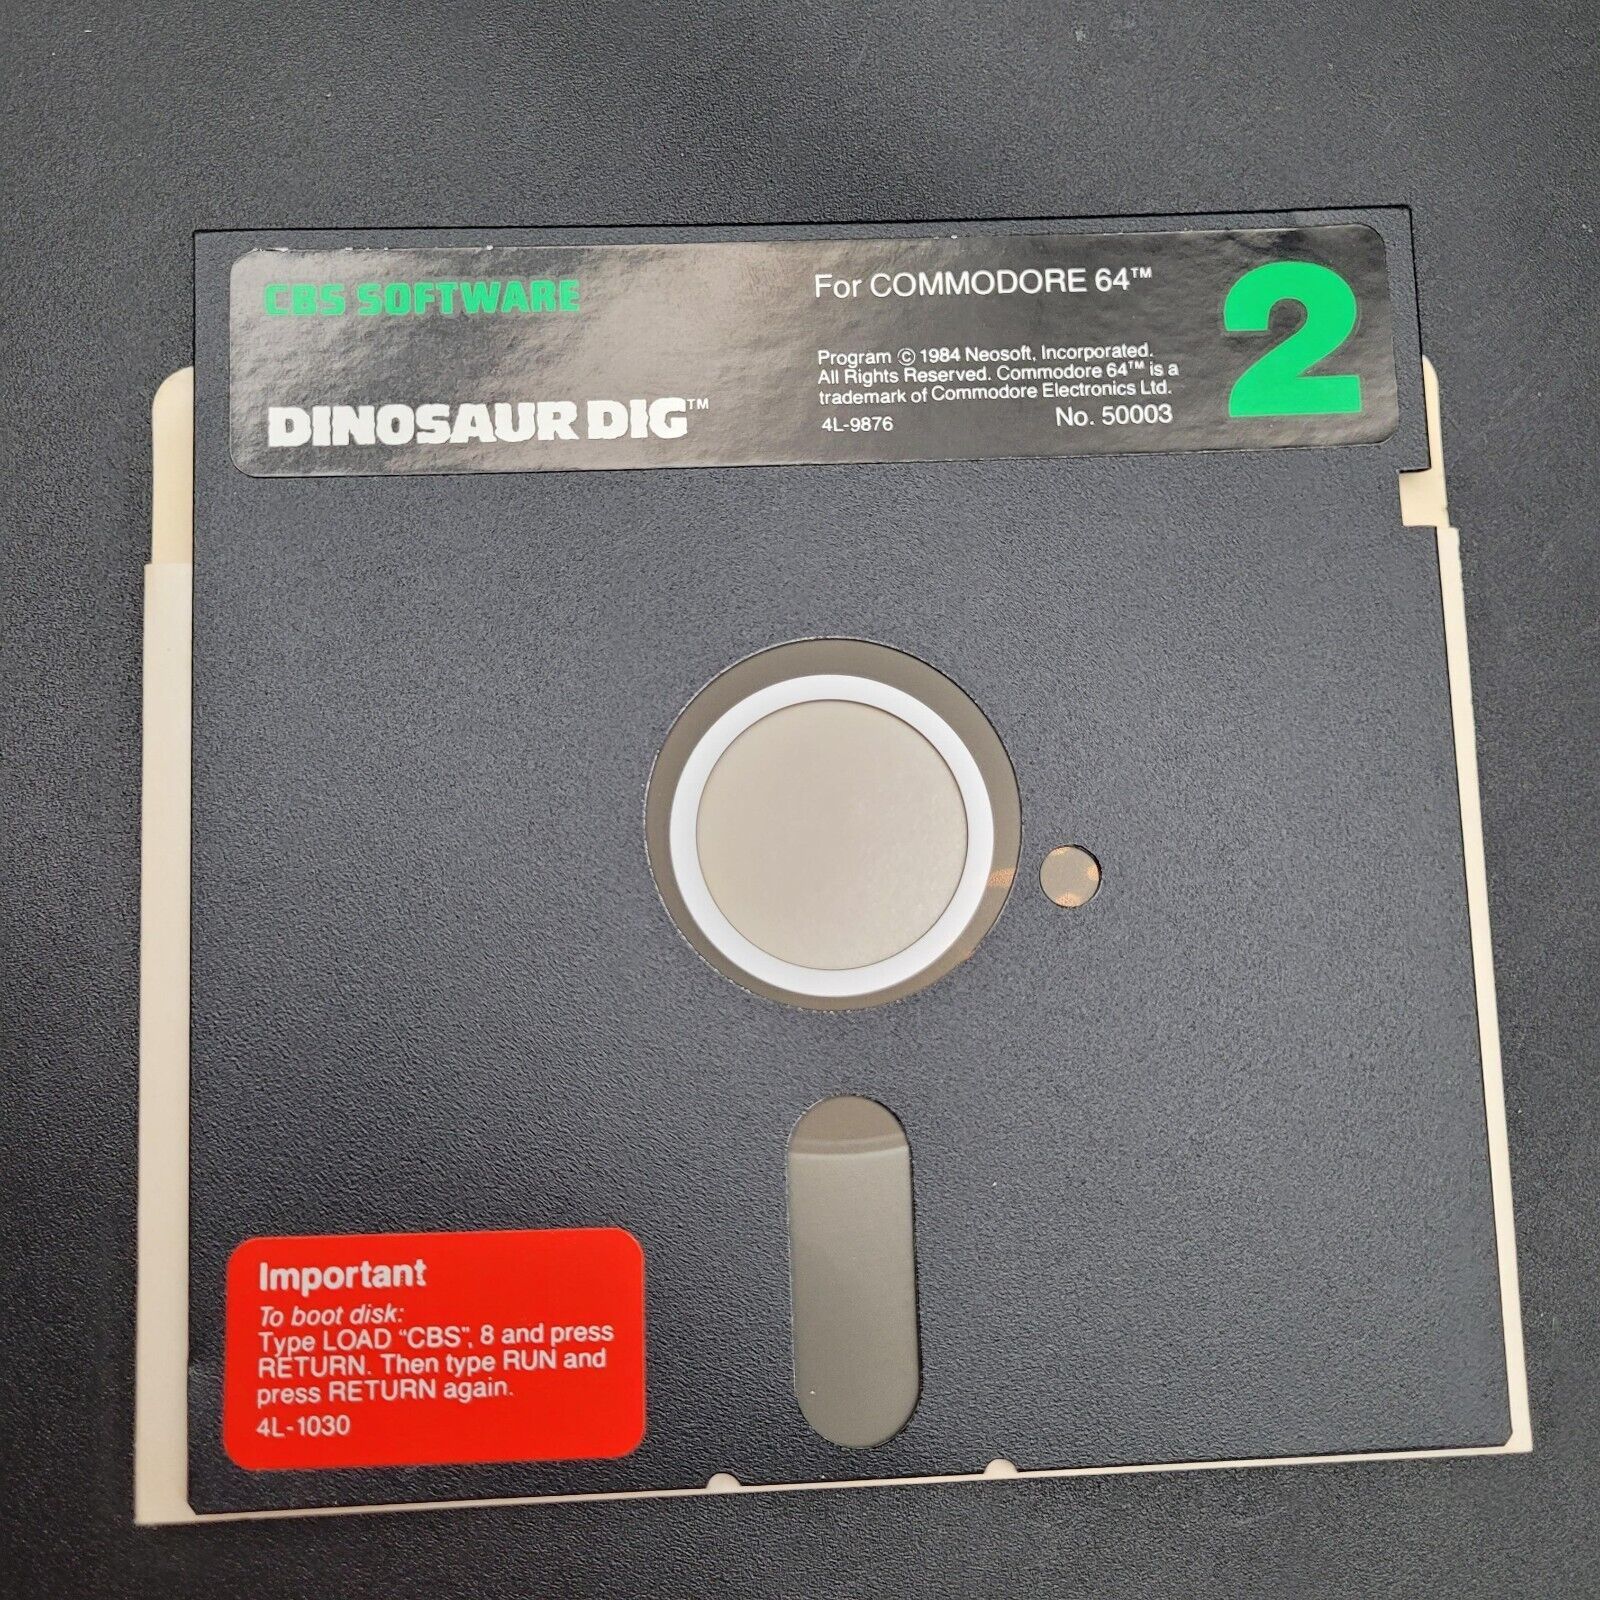 CBS SOFTWARE
DINOSAUR DIG™
For COMMODORE 64™
Program © 1984 Neosoft, Incorporated.
All Rights Reserved. Commodore 64™ is a
trademark of Commodore Electronics Ltd.
4L-9876 No. 50003
2
Important
To boot disk:
Type LOAD "CBS", 8 and press
RETURN. Then type RUN and
press RETURN again.
4L-1030